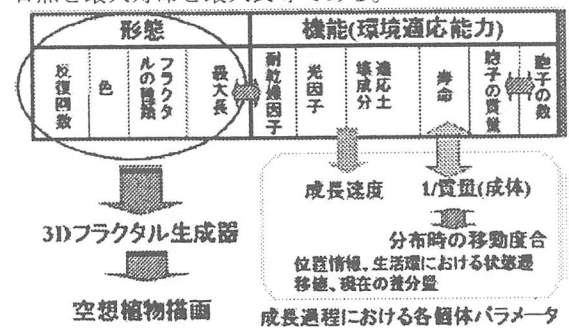 形態
機能(環境適応能力)
反復回数
色
フラクタルの種類
最大長
耐乾燥因子
光因子
適応土壌成分
寿命
胞子の質量
胞子の数
成長速度
1/質量(成体)
3Dフラクタル生成器
分布時の移動度合
位置情報、生活環における状態遷
移値、現在の養分量
空想植物描画
成長過程における各個体パラメータ